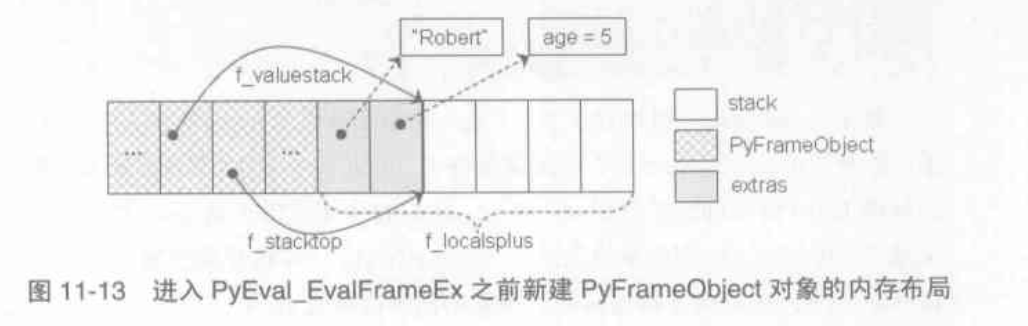 "Robert"
age = 5
f_valuestack
...
...
stack
PyFrameObject
extras
f_stacktop
f_localsplus
图 11-13 进入 PyEval_EvalFrameEx 之前新建 PyFrameObject 对象的内存布局